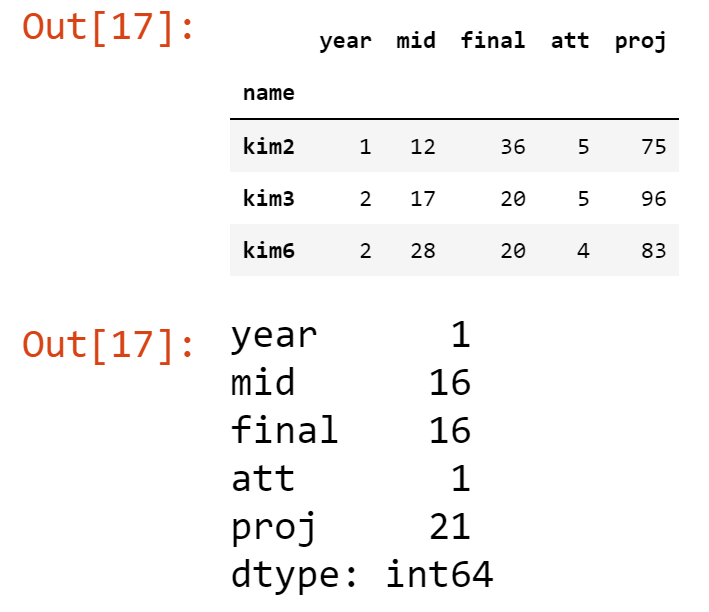 Out[17]:
year mid final att proj
name
kim2 1 12 36 5 75
kim3 2 17 20 5 96
kim6 2 28 20 4 83
Out[17]:
year 1
mid 16
final 16
att 1
proj 21
dtype: int64